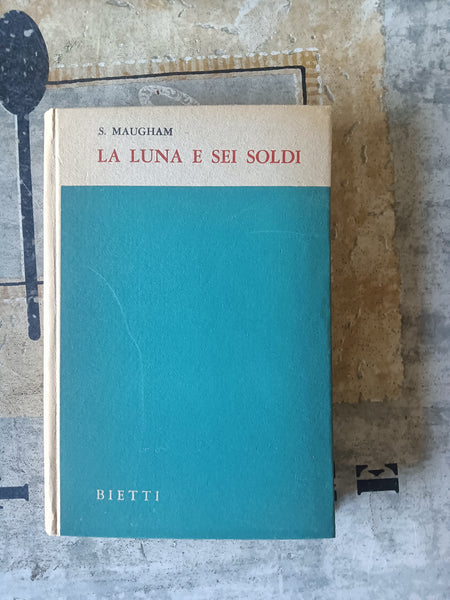 S. MAUGHAM
LA LUNA E SEI SOLDI
BIETTI